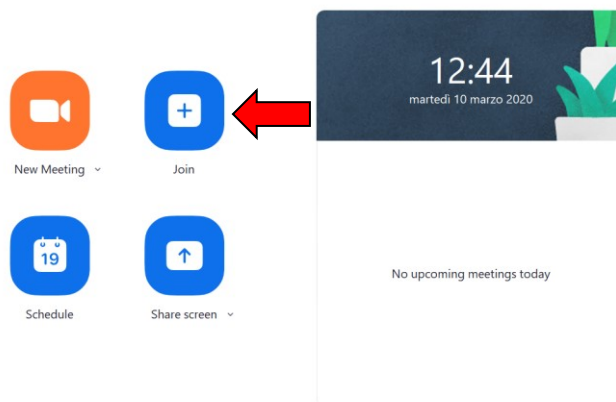 12:44
martedì 10 marzo 2020
New Meeting
Join
19
Schedule
Share screen
No upcoming meetings today